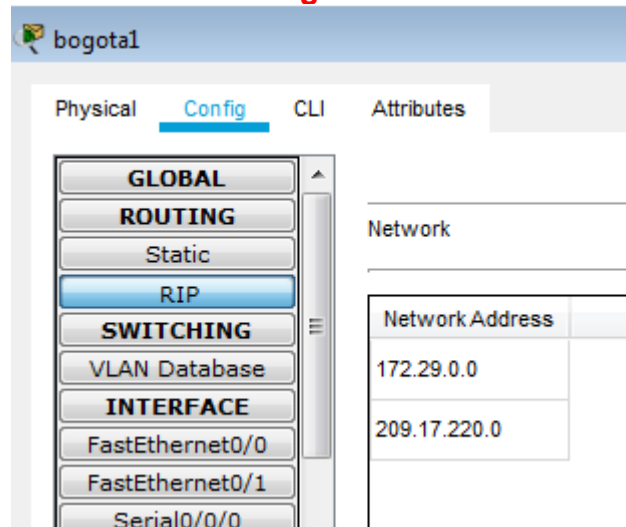 bogota1
Physical Config CLI Attributes
GLOBAL
ROUTING
Static
RIP
SWITCHING
VLAN Database
INTERFACE
FastEthernet0/0
FastEthernet0/1
Serial0/0/0
Network
Network Address
172.29.0.0
209.17.220.0